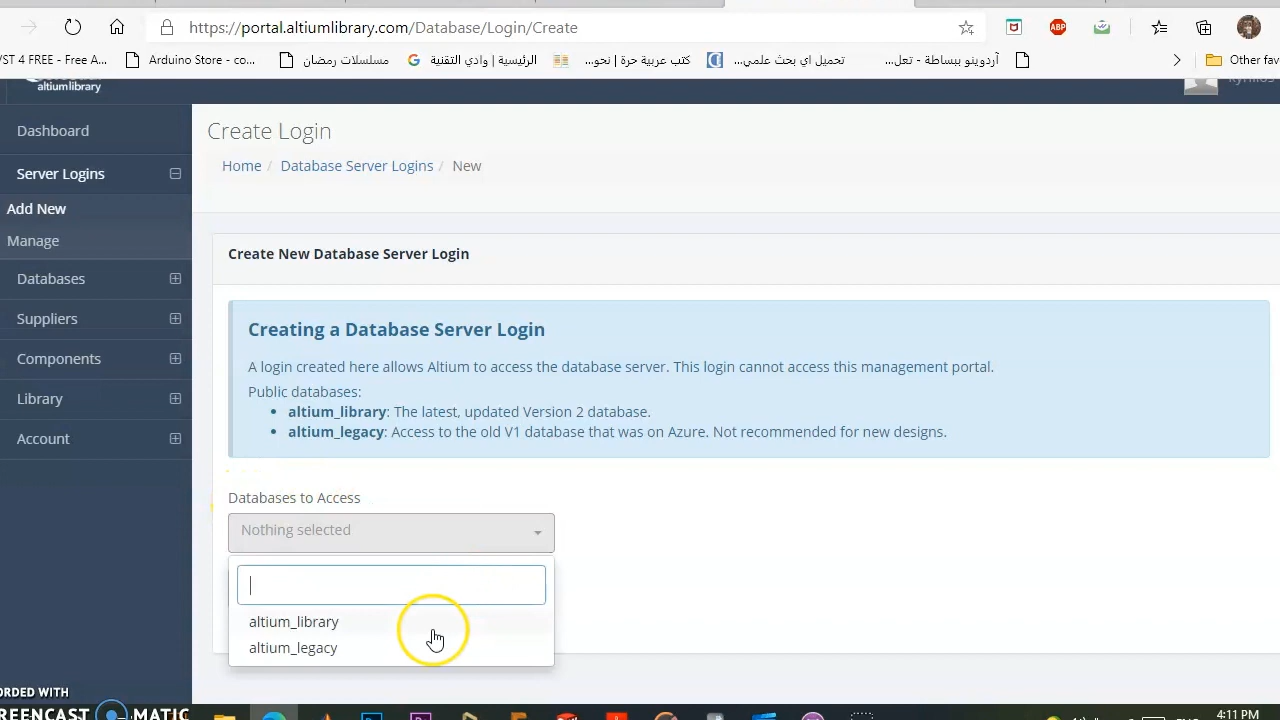 https://portal.altiumlibrary.com/Database/Login/Create
ABP
VST 4 FREE - Free A...
Arduino Store - co...
مسلسلات رمضان
الرئيسية | وادي التقنية
كتب عربية حرة | نحو...
تحميل اي بحث علمي...
أردوينو ببساطة - تعل...
Other fav
altiumlibrary
Kyrillos
Dashboard
Server Logins
Add New
Manage
Databases
Suppliers
Components
Library
Account
Create Login
Home / Database Server Logins / New
Create New Database Server Login
Creating a Database Server Login
A login created here allows Altium to access the database server. This login cannot access this management portal.
Public databases:
• altium_library: The latest, updated Version 2 database.
• altium_legacy: Access to the old V1 database that was on Azure. Not recommended for new designs.
Databases to Access
Nothing selected
altium_library
altium_legacy
ORDED WITH
REENCAST MATIC
4:11 PM